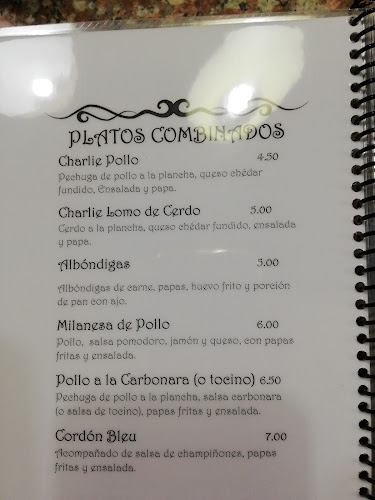 PLATOS COMBINADOS
Charlie Pollo 4.50
Pechuga de pollo a la plancha, queso chédar
fundido, Ensalada y papa.
Charlie Lomo de Cerdo 5.00
Cerdo a la plancha, queso chédar fundido, ensalada
y papa.
Albóndigas 5.00
Albóndigas de carne, papas, huevo frito y porción
de pan con ajo.
Milanesa de Pollo 6.00
Pollo, salsa pomodoro, jamón y queso, con papas
fritas y ensalada.
Pollo a la Carbonara (o tocino) 6.50
Pechuga de pollo a la plancha, salsa carbonara
(o salsa de tocino), papas fritas y ensalada.
Cordón Bleu 7.00
Acompañado de salsa de champiñones, papas
fritas y ensalada.